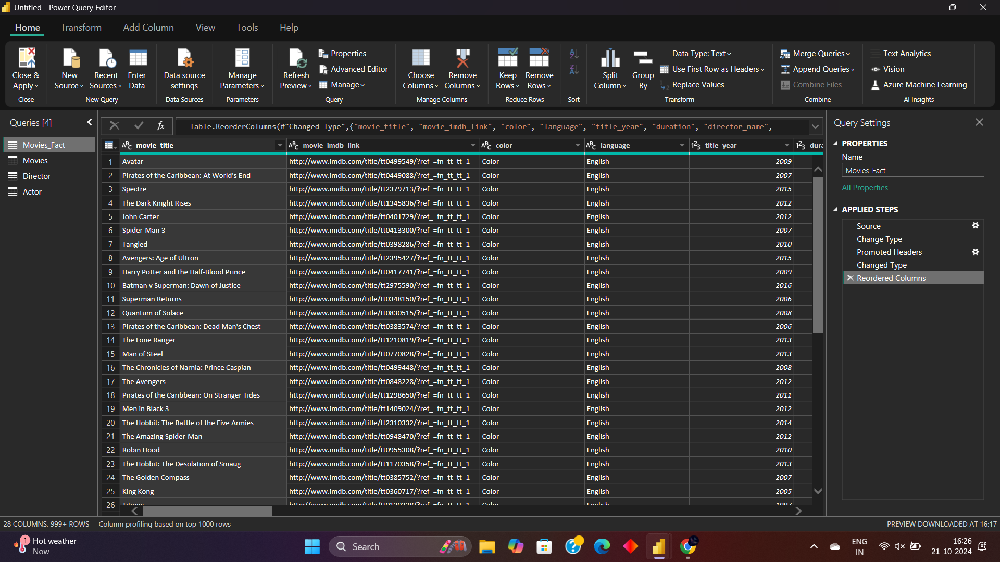 Untitled - Power Query Editor
Home Transform Add Column View Tools Help
Close & Apply
Close
New Source
Recent Sources
Enter Data
New Query
Data source settings
Data Sources
Manage Parameters
Parameters
Refresh Preview
Properties
Advanced Editor
Manage
Query
Choose Columns
Remove Columns
Manage Columns
Keep Rows
Remove Rows
Reduce Rows
Sort
Split Column
Group By
Data Type: Text
Use First Row as Headers
Replace Values
Transform
Merge Queries
Append Queries
Combine Files
Combine
Text Analytics
Vision
Azure Machine Learning
AI Insights
Queries [4]
Movies_Fact
Movies
Director
Actor
fx = Table.ReorderColumns(#"Changed Type",{"movie_title", "movie_imdb_link", "color", "language", "title_year", "duration", "director_name",
movie_title movie_imdb_link color language title_year dura
1 Avatar http://www.imdb.com/title/tt0499549/?ref_=fn_tt_tt_1 Color English 2009
2 Pirates of the Caribbean: At World's End http://www.imdb.com/title/tt0449088/?ref_=fn_tt_tt_1 Color English 2007
3 Spectre http://www.imdb.com/title/tt2379713/?ref_=fn_tt_tt_1 Color English 2015
4 The Dark Knight Rises http://www.imdb.com/title/tt1345836/?ref_=fn_tt_tt_1 Color English 2012
5 John Carter http://www.imdb.com/title/tt0401729/?ref_=fn_tt_tt_1 Color English 2012
6 Spider-Man 3 http://www.imdb.com/title/tt0413300/?ref_=fn_tt_tt_1 Color English 2007
7 Tangled http://www.imdb.com/title/tt0398286/?ref_=fn_tt_tt_1 Color English 2010
8 Avengers: Age of Ultron http://www.imdb.com/title/tt2395427/?ref_=fn_tt_tt_1 Color English 2015
9 Harry Potter and the Half-Blood Prince http://www.imdb.com/title/tt0417741/?ref_=fn_tt_tt_1 Color English 2009
10 Batman v Superman: Dawn of Justice http://www.imdb.com/title/tt2975590/?ref_=fn_tt_tt_1 Color English 2016
11 Superman Returns http://www.imdb.com/title/tt0348150/?ref_=fn_tt_tt_1 Color English 2006
12 Quantum of Solace http://www.imdb.com/title/tt0830515/?ref_=fn_tt_tt_1 Color English 2008
13 Pirates of the Caribbean: Dead Man's Chest http://www.imdb.com/title/tt0383574/?ref_=fn_tt_tt_1 Color English 2006
14 The Lone Ranger http://www.imdb.com/title/tt1210819/?ref_=fn_tt_tt_1 Color English 2013
15 Man of Steel http://www.imdb.com/title/tt0770828/?ref_=fn_tt_tt_1 Color English 2013
16 The Chronicles of Narnia: Prince Caspian http://www.imdb.com/title/tt0499448/?ref_=fn_tt_tt_1 Color English 2008
17 The Avengers http://www.imdb.com/title/tt0848228/?ref_=fn_tt_tt_1 Color English 2012
18 Pirates of the Caribbean: On Stranger Tides http://www.imdb.com/title/tt1298650/?ref_=fn_tt_tt_1 Color English 2011
19 Men in Black 3 http://www.imdb.com/title/tt1409024/?ref_=fn_tt_tt_1 Color English 2012
20 The Hobbit: The Battle of the Five Armies http://www.imdb.com/title/tt2310332/?ref_=fn_tt_tt_1 Color English 2014
21 The Amazing Spider-Man http://www.imdb.com/title/tt0948470/?ref_=fn_tt_tt_1 Color English 2012
22 Robin Hood http://www.imdb.com/title/tt0955308/?ref_=fn_tt_tt_1 Color English 2010
23 The Hobbit: The Desolation of Smaug http://www.imdb.com/title/tt1170358/?ref_=fn_tt_tt_1 Color English 2013
24 The Golden Compass http://www.imdb.com/title/tt0385752/?ref_=fn_tt_tt_1 Color English 2007
25 King Kong http://www.imdb.com/title/tt0360717/?ref_=fn_tt_tt_1 Color English 2005
26 Titanic http://www.imdb.com/title/tt0120338/?ref_=fn_tt_tt_1 Color English 1997
Query Settings
PROPERTIES
Name
Movies_Fact
All Properties
APPLIED STEPS
Source
Change Type
Promoted Headers
Changed Type
Reordered Columns
28 COLUMNS, 999+ ROWS Column profiling based on top 1000 rows PREVIEW DOWNLOADED AT 16:17
1 Hot weather
Now
Search
ENG
IN
16:26
21-10-2024